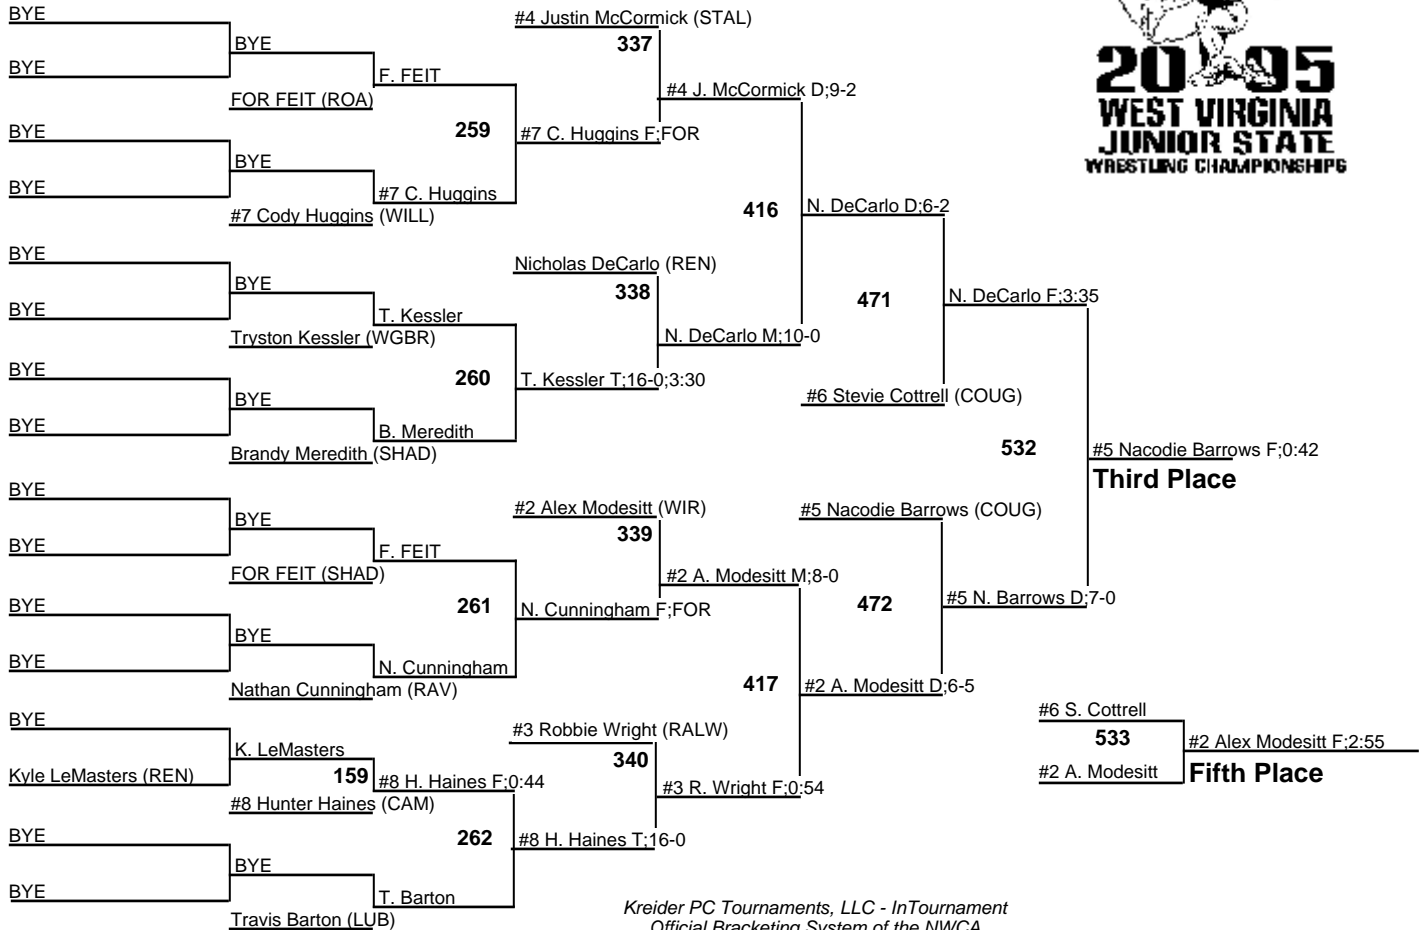 BYE
BYE
BYE
FOR FEIT (ROA)
F. FEIT
BYE
BYE
BYE
#7 Cody Huggins (WILL)
#7 C. Huggins
259
#7 C. Huggins F;FOR
#4 Justin McCormick (STAL)
337
#4 J. McCormick D;9-2
BYE
BYE
BYE
Tryston Kessler (WGBR)
T. Kessler
BYE
BYE
BYE
Brandy Meredith (SHAD)
B. Meredith
260
T. Kessler T;16-0;3:30
Nicholas DeCarlo (REN)
338
N. DeCarlo M;10-0
416
N. DeCarlo D;6-2
471
#6 Stevie Cottrell (COUG)
N. DeCarlo F;3:35
BYE
BYE
BYE
FOR FEIT (SHAD)
F. FEIT
BYE
BYE
BYE
Nathan Cunningham (RAV)
N. Cunningham
261
N. Cunningham F;FOR
#2 Alex Modesitt (WIR)
339
#2 A. Modesitt M;8-0
BYE
Kyle LeMasters (REN)
K. LeMasters
159
#8 Hunter Haines (CAM)
#8 H. Haines F;0:44
BYE
BYE
BYE
Travis Barton (LUB)
T. Barton
262
#8 H. Haines T;16-0
#3 Robbie Wright (RALW)
340
#3 R. Wright F;0:54
417
#2 A. Modesitt D;6-5
#5 Nacodie Barrows (COUG)
472
#5 N. Barrows D;7-0
532
#5 Nacodie Barrows F;0:42
Third Place
#6 S. Cottrell
533
#2 A. Modesitt
#2 Alex Modesitt F;2:55
Fifth Place
20 05
WEST VIRGINIA
JUNIOR STATE
WRESTLING CHAMPIONSHIPS
Kreider PC Tournaments, LLC - InTournament
Official Bracketing System of the NWCA